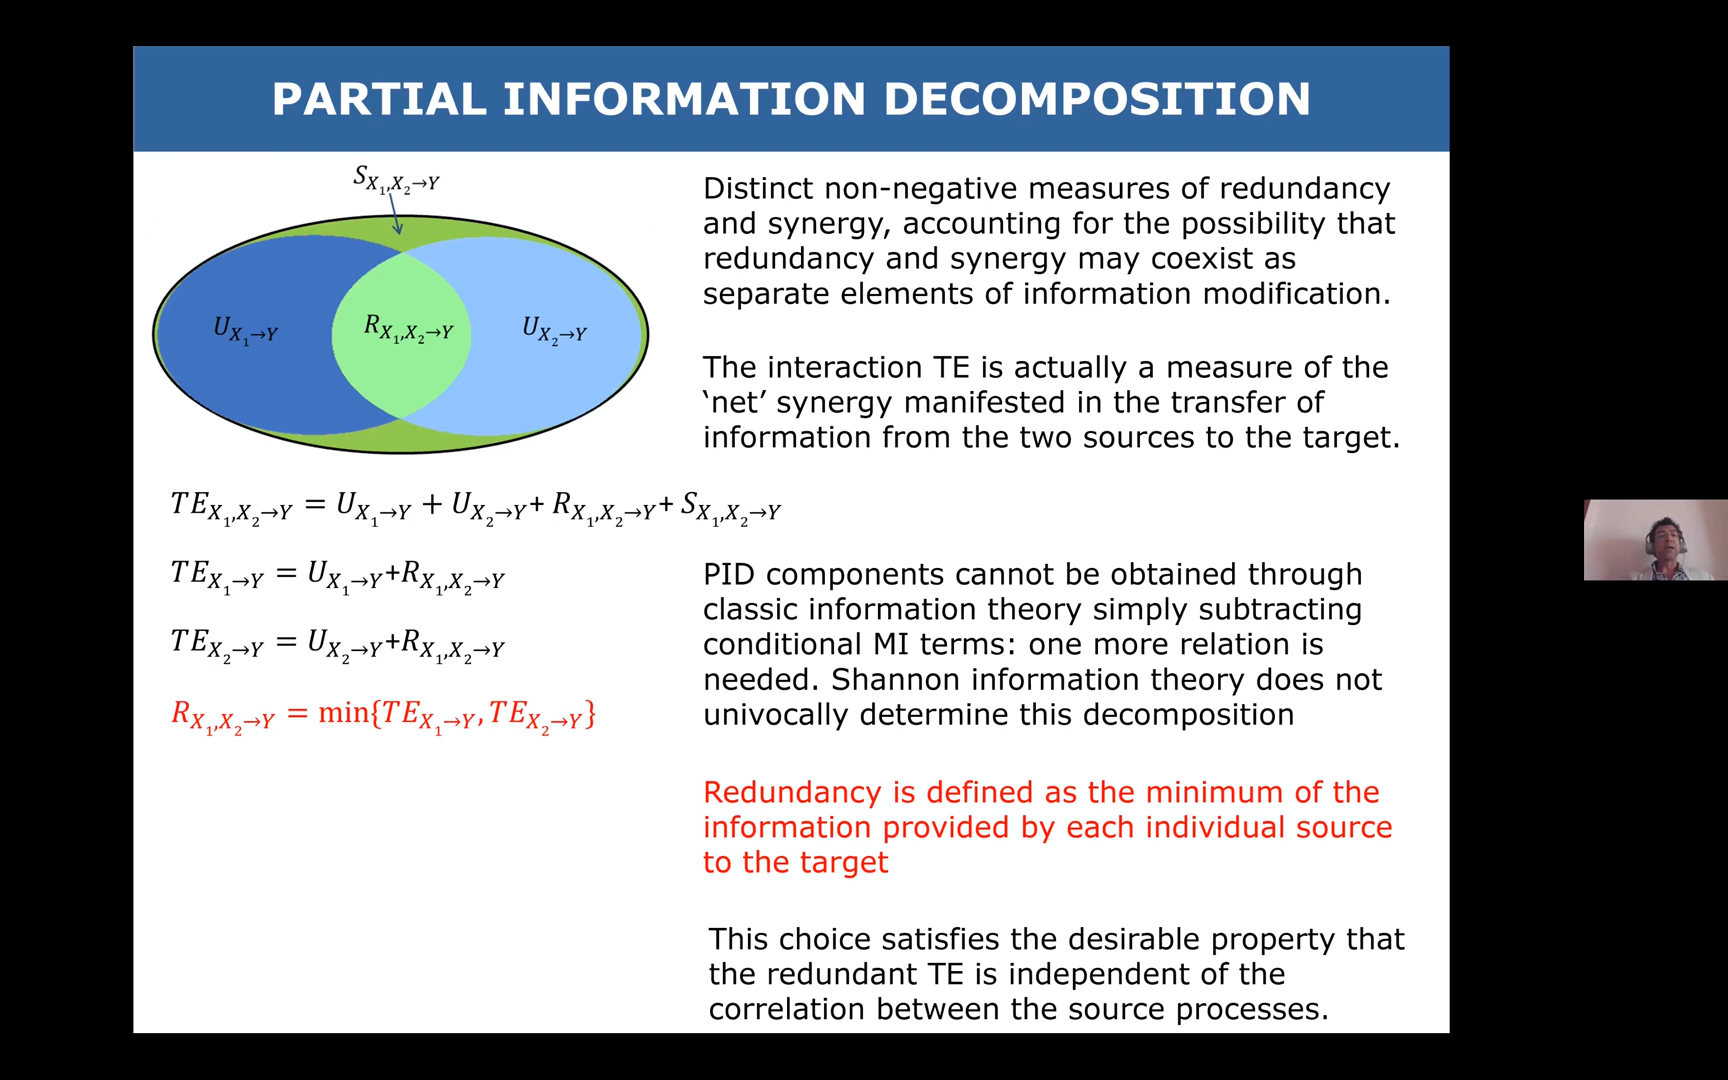 PARTIAL INFORMATION DECOMPOSITION
S_{X_1,X_2→Y}
U_{X_1→Y}
R_{X_1,X_2→Y}
U_{X_2→Y}
TE_{X_1,X_2→Y} = U_{X_1→Y} + U_{X_2→Y} + R_{X_1,X_2→Y} + S_{X_1,X_2→Y}
TE_{X_1→Y} = U_{X_1→Y}+R_{X_1,X_2→Y}
TE_{X_2→Y} = U_{X_2→Y}+R_{X_1,X_2→Y}
R_{X_1,X_2→Y} = min{TE_{X_1→Y}, TE_{X_2→Y}}
Distinct non-negative measures of redundancy
and synergy, accounting for the possibility that
redundancy and synergy may coexist as
separate elements of information modification.
The interaction TE is actually a measure of the
‘net’ synergy manifested in the transfer of
information from the two sources to the target.
PID components cannot be obtained through
classic information theory simply subtracting
conditional MI terms: one more relation is
needed. Shannon information theory does not
univocally determine this decomposition
Redundancy is defined as the minimum of the
information provided by each individual source
to the target
This choice satisfies the desirable property that
the redundant TE is independent of the
correlation between the source processes.